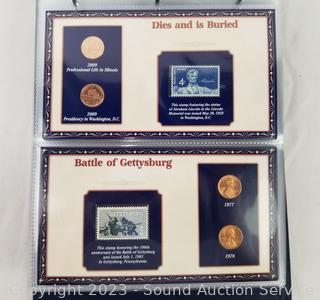 Dies and is Buried
2009
Professional Life in Illinois
2009
Presidency in Washington, D.C.
4¢
This stamp featuring the statue
of Abraham Lincoln in the Lincoln
Memorial was issued May 30, 1959
in Washington, D.C.
Battle of Gettysburg
This stamp honoring the 100th
anniversary of the Battle of Gettysburg
was issued July 1, 1963
in Gettysburg, Pennsylvania.
1977
1978
Copyright 2023 - Sound Auction Service